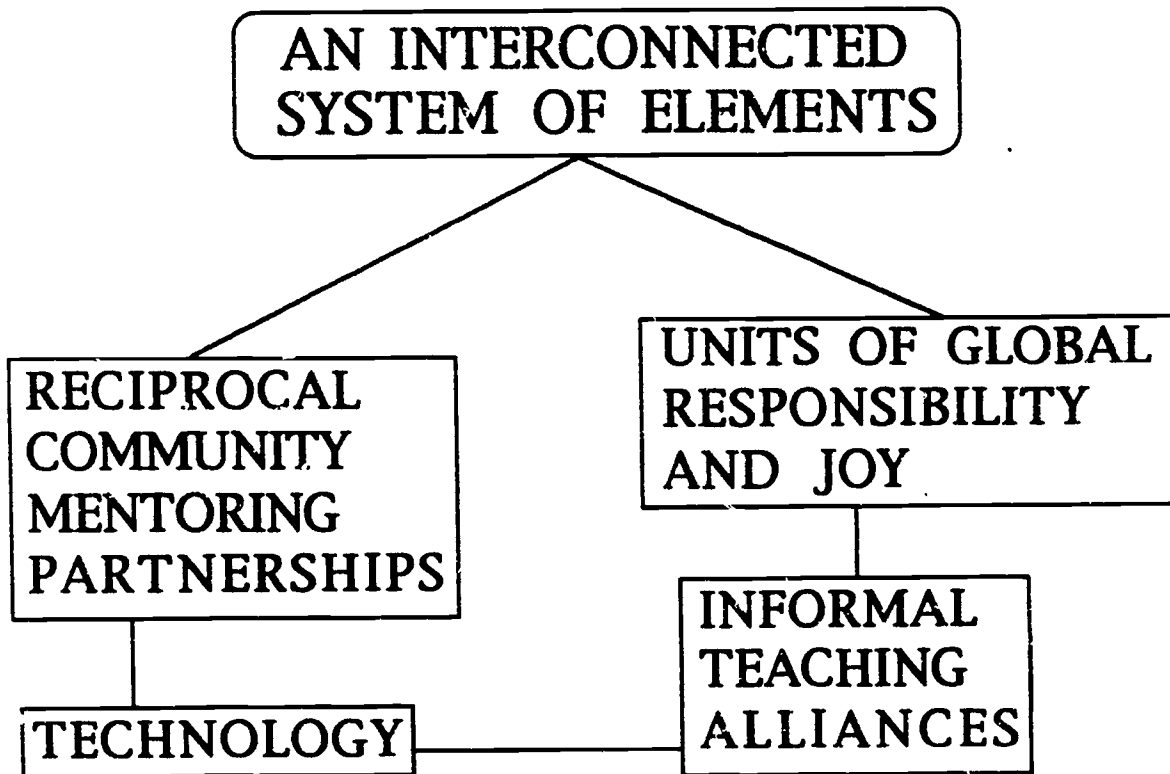 AN INTERCONNECTED
SYSTEM OF ELEMENTS
RECIPROCAL
COMMUNITY
MENTORING
PARTNERSHIPS
UNITS OF GLOBAL
RESPONSIBILITY
AND JOY
TECHNOLOGY
INFORMAL
TEACHING
ALLIANCES